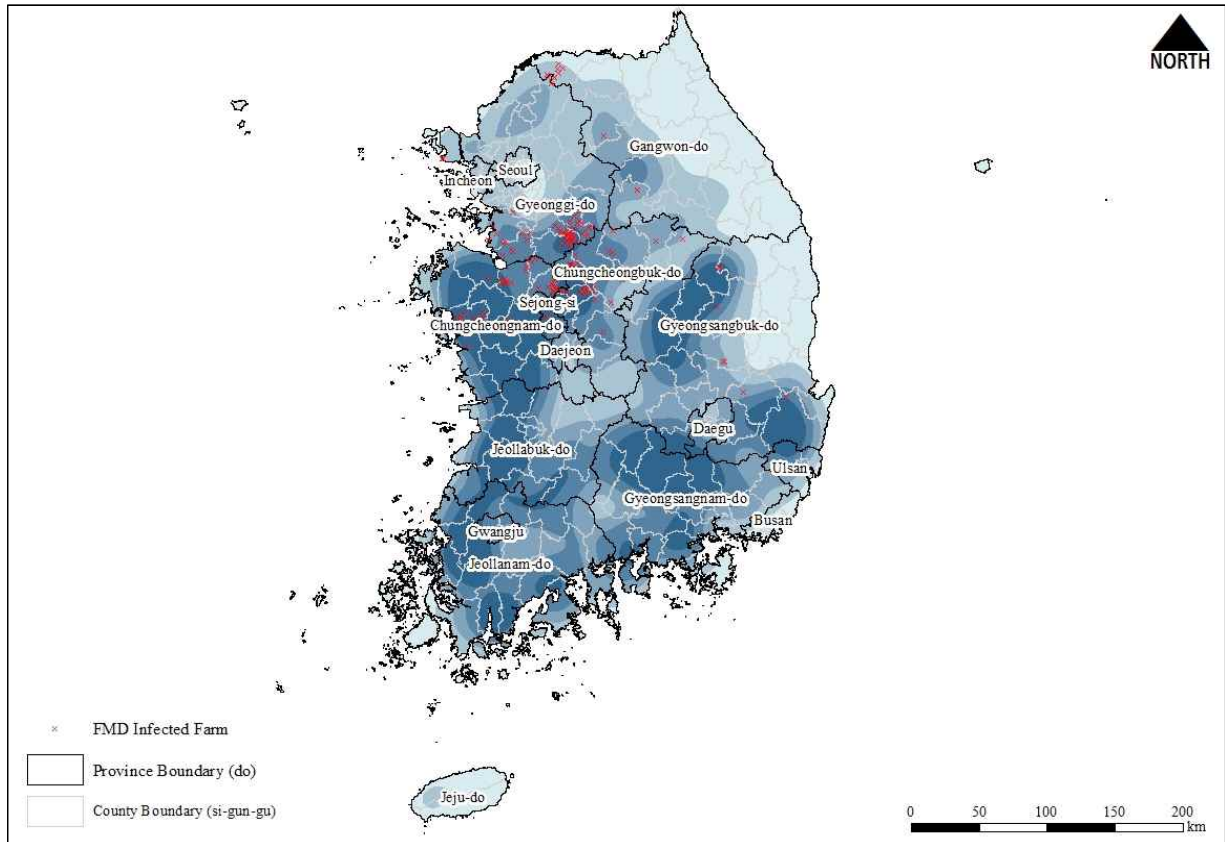 NORTH
Gangwon-do
Seoul
Incheon
Gyeonggi-do
Chungcheongbuk-do
Sejong-si
Chungcheongnam-do
Gyeongsangbuk-do
Daejeon
Daegu
Jeollabuk-do
Ulsan
Gyeongsangnam-do
Busan
Gwangju
Jeollanam-do
Jeju-do
FMD Infected Farm
Province Boundary (do)
County Boundary (si-gun-gu)
0 50 100 150 200
km